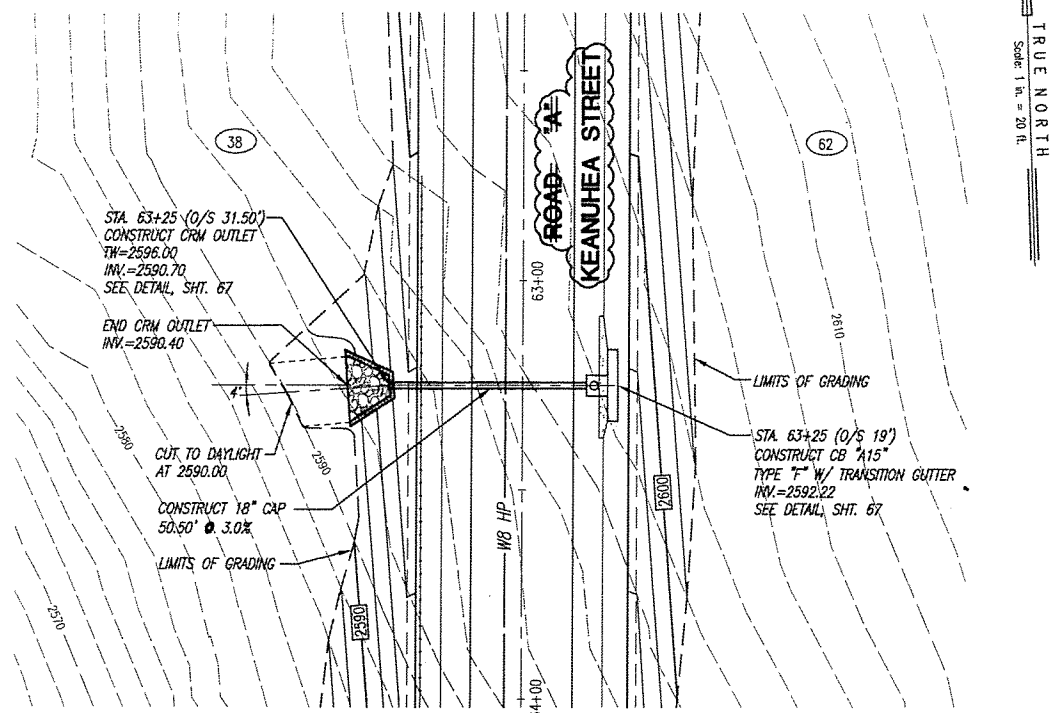 TRUE NORTH
Scale: 1 in. = 20 ft.
38
62
ROAD "A"
KEANUHEA STREET
STA. 63+25 (O/S 31.50')
CONSTRUCT CRM OUTLET
TW=2596.00
INV.=2590.70
SEE DETAIL, SHT. 67
END CRM OUTLET
INV.=2590.40
63+00
2610
4'
LIMITS OF GRADING
CUT TO DAYLIGHT
AT 2590.00
2580
2590
STA. 63+25 (O/S 19')
CONSTRUCT CB "A15"
TYPE "F" W/ TRANSITION GUTTER
INV.=2592.22
SEE DETAIL, SHT. 67
CONSTRUCT 18" CAP
50.50' @ 3.0%
W8 HP
2600
LIMITS OF GRADING
2570
2590
64+00